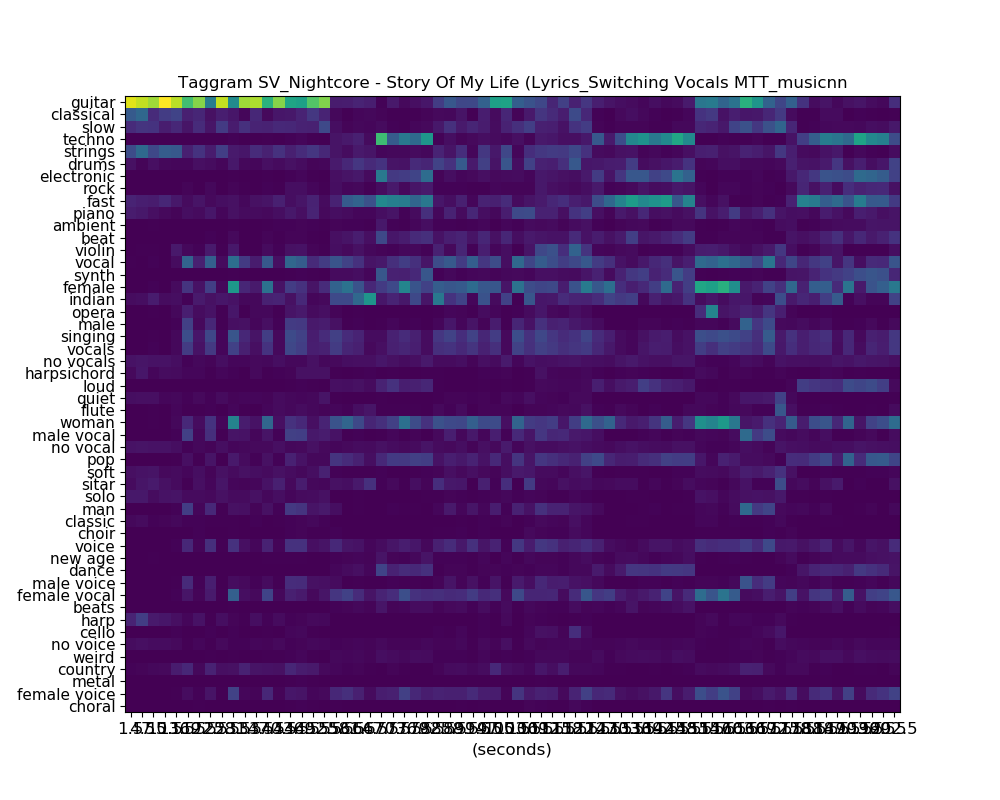 Taggram SV_Nightcore - Story Of My Life (Lyrics_Switching Vocals MTT_musicnn
guitar
classical
slow
techno
strings
drums
electronic
rock
fast
piano
ambient
beat
violin
vocal
synth
female
indian
opera
male
singing
vocals
no vocals
harpsichord
loud
quiet
flute
woman
male vocal
no vocal
pop
soft
sitar
solo
man
classic
choir
voice
new age
dance
male voice
female vocal
beats
harp
cello
no voice
weird
country
metal
female voice
choral
(seconds)